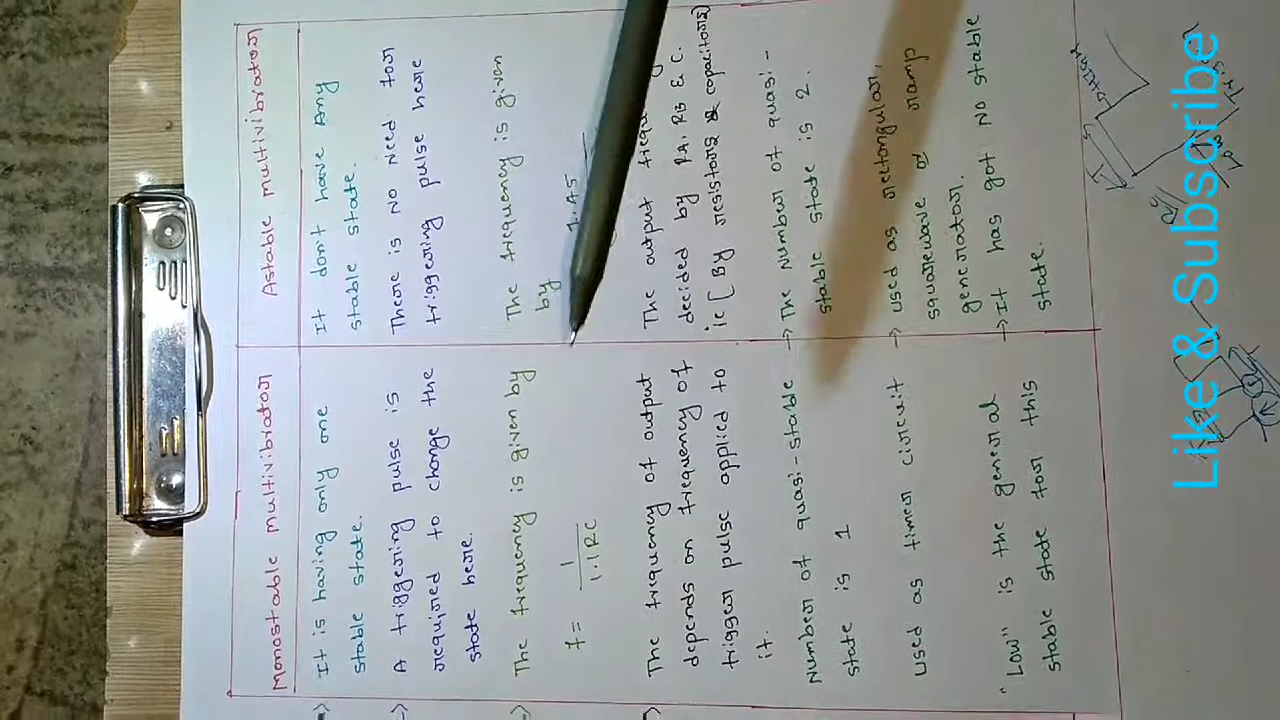 Monostable multivibrator
Astable multivibrator
→ It is having only one
stable state.
It don't have Any
stable state.
→ A triggering pulse is
required to change the
state here.
There is No Need for
triggering pulse here
→ The frequency is given by
f = 1
1.1RC
The frequency is given
by
1.45
→ The frequency of output
depends on frequency of
trigger pulse applied to
it.
The output
decided by RA, RB & C.
ie [ By resistors & capacitors]
Number of quasi-stable
state is 1
→ The Number of quasi-
stable state is 2.
used as timer circuit
→ used as rectangular,
squarewave or ramp
generator.
"Low" is the general
stable state for this
→ It has got No stable
state.
Like & Subscribe